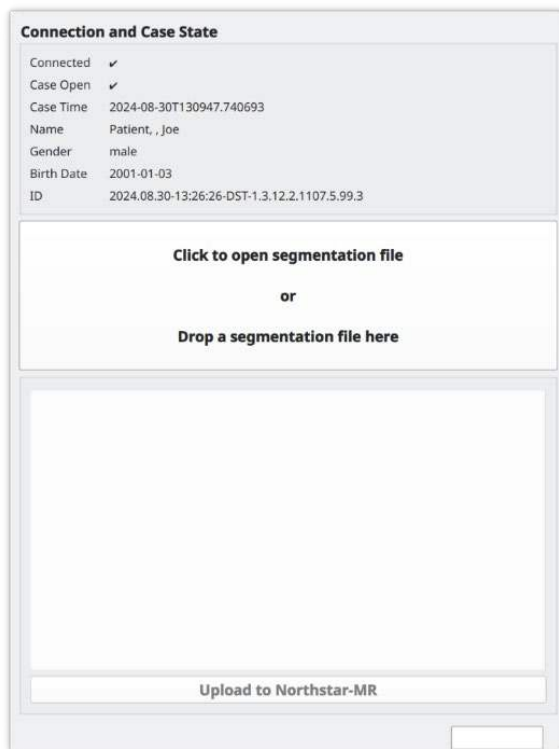 Connection and Case State
Connected ✔
Case Open ✔
Case Time 2024-08-30T130947.740693
Name Patient, , Joe
Gender male
Birth Date 2001-01-03
ID 2024.08.30-13:26:26-DST-1.3.12.2.1107.5.99.3
Click to open segmentation file
or
Drop a segmentation file here
Upload to Northstar-MR